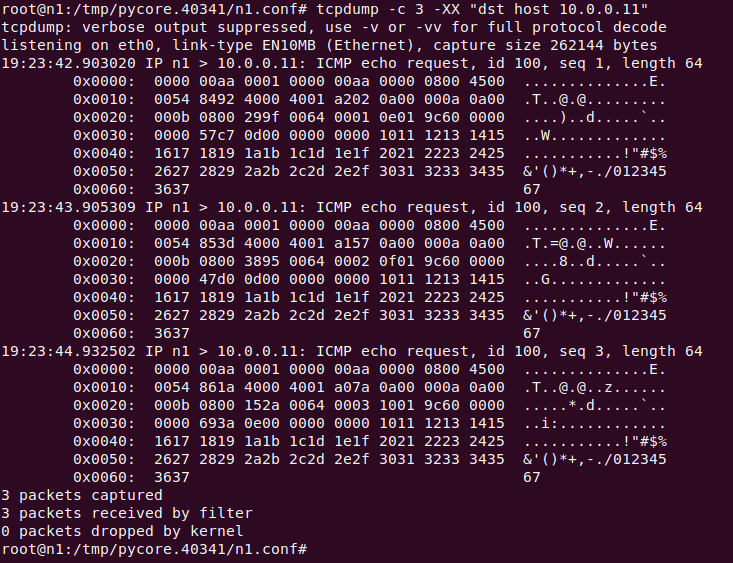 root@n1:/tmp/pycore.40341/n1.conf# tcpdump -c 3 -XX "dst host 10.0.0.11"
tcpdump: verbose output suppressed, use -v or -vv for full protocol decode
listening on eth0, link-type EN10MB (Ethernet), capture size 262144 bytes
19:23:42.903020 IP n1 > 10.0.0.11: ICMP echo request, id 100, seq 1, length 64
	0x0000:  0000 00aa 0001 0000 00aa 0000 0800 4500  ..............E.
	0x0010:  0054 8492 4000 4001 a202 0a00 000a 0a00  .T..@.@.........
	0x0020:  000b 0800 299f 0064 0001 0e01 9c60 0000  ....)..d.....`..
	0x0030:  0000 57c7 0d00 0000 0000 1011 1213 1415  ..W.............
	0x0040:  1617 1819 1a1b 1c1d 1e1f 2021 2223 2425  ...........!"#$%
	0x0050:  2627 2829 2a2b 2c2d 2e2f 3031 3233 3435  &'()*+,-./012345
	0x0060:  3637                                     67
19:23:43.905309 IP n1 > 10.0.0.11: ICMP echo request, id 100, seq 2, length 64
	0x0000:  0000 00aa 0001 0000 00aa 0000 0800 4500  ..............E.
	0x0010:  0054 853d 4000 4001 a157 0a00 000a 0a00  .T.=@.@..W......
	0x0020:  000b 0800 3895 0064 0002 0f01 9c60 0000  ....8..d.....`..
	0x0030:  0000 47d0 0d00 0000 0000 1011 1213 1415  ..G.............
	0x0040:  1617 1819 1a1b 1c1d 1e1f 2021 2223 2425  ...........!"#$%
	0x0050:  2627 2829 2a2b 2c2d 2e2f 3031 3233 3435  &'()*+,-./012345
	0x0060:  3637                                     67
19:23:44.932502 IP n1 > 10.0.0.11: ICMP echo request, id 100, seq 3, length 64
	0x0000:  0000 00aa 0001 0000 00aa 0000 0800 4500  ..............E.
	0x0010:  0054 861a 4000 4001 a07a 0a00 000a 0a00  .T..@.@..z......
	0x0020:  000b 0800 152a 0064 0003 1001 9c60 0000  .....*.d.....`..
	0x0030:  0000 693a 0e00 0000 0000 1011 1213 1415  ..i:............
	0x0040:  1617 1819 1a1b 1c1d 1e1f 2021 2223 2425  ...........!"#$%
	0x0050:  2627 2829 2a2b 2c2d 2e2f 3031 3233 3435  &'()*+,-./012345
	0x0060:  3637                                     67
3 packets captured
3 packets received by filter
0 packets dropped by kernel
root@n1:/tmp/pycore.40341/n1.conf#